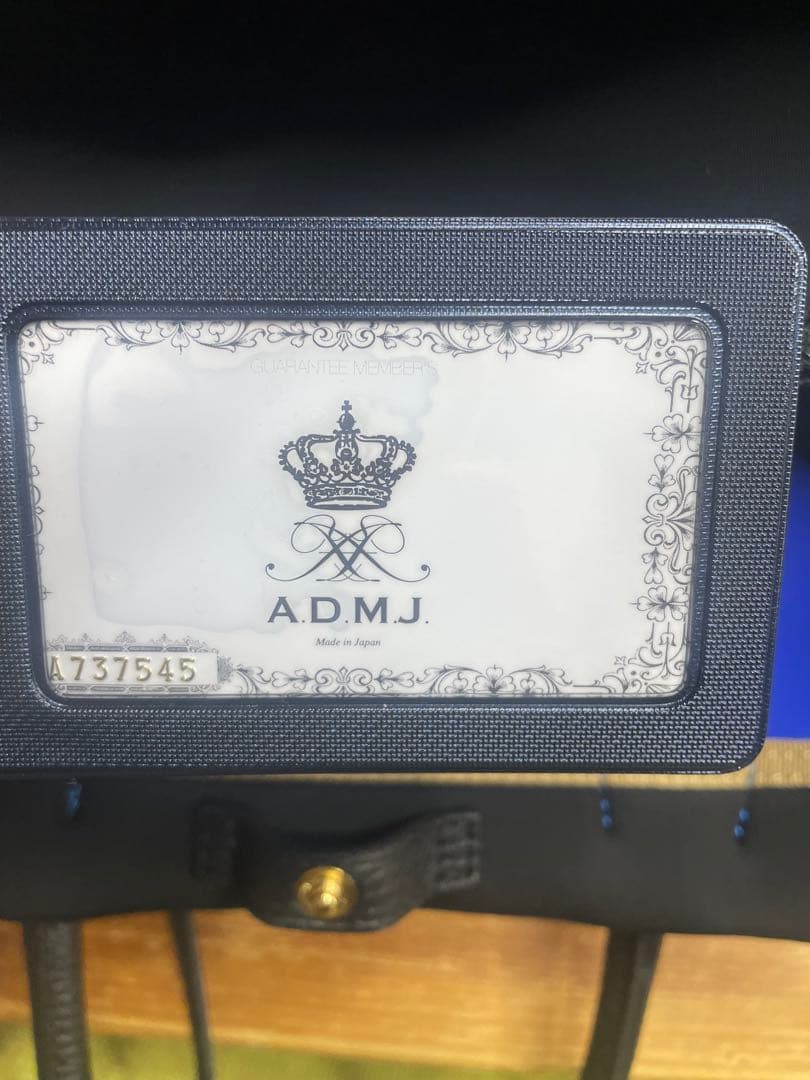 GUARANTEE MEMBER'S
A.D.M.J.
Made in Japan
A737545